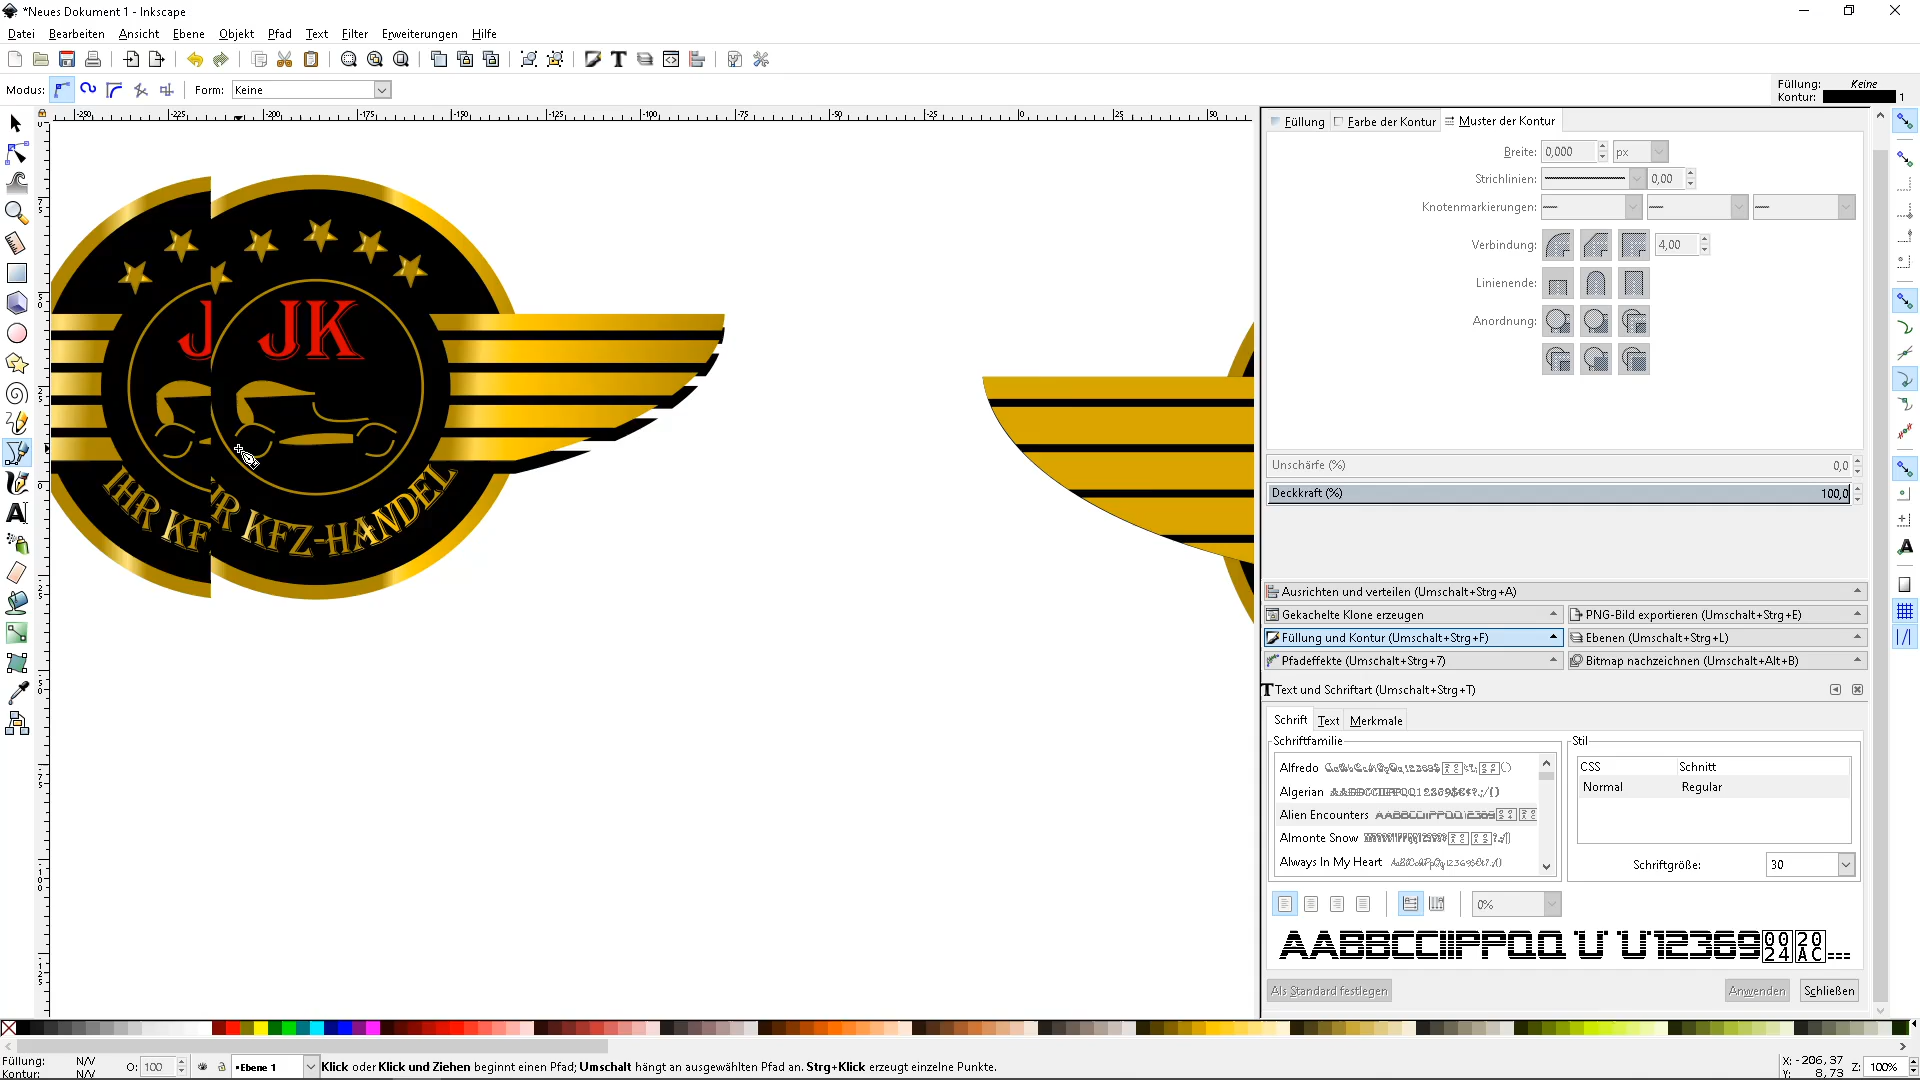 *Neues Dokument 1 - Inkscape
Datei Bearbeiten Ansicht Ebene Objekt Pfad Text Filter Erweiterungen Hilfe
Modus: Form: Keine
Füllung: Keine
Kontur: 1
JK
J
IHR KF
R KFZ-HANDEL
Füllung Farbe der Kontur Muster der Kontur
Breite: 0,000 px
Strichlinien: 0,00
Knotenmarkierungen:
Verbindung: 4,00
Linienende:
Anordnung:
Unschärfe (%) 0,0
Deckkraft (%) 100,0
Ausrichten und verteilen (Umschalt+Strg+A)
Gekachelte Klone erzeugen PNG-Bild exportieren (Umschalt+Strg+E)
Füllung und Kontur (Umschalt+Strg+F) Ebenen (Umschalt+Strg+L)
Pfadeffekte (Umschalt+Strg+7) Bitmap nachzeichnen (Umschalt+Alt+B)
Text und Schriftart (Umschalt+Strg+T)
Schrift Text Merkmale
Schriftfamilie
Alfredo
Algerian AABBCCIIPPQQ12369$€¢?.;/()
Alien Encounters AABBCCIIPPQQ12369
Almonte Snow
Always In My Heart
Stil
CSS Schnitt
Normal Regular
Schriftgröße: 30
0%
AABBCCIIPPQQ
12369
Als Standard festlegen Anwenden Schließen
Füllung: N/V
Kontur: N/V
O: 100
•Ebene 1
Klick oder Klick und Ziehen beginnt einen Pfad; Umschalt hängt an ausgewählten Pfad an. Strg+Klick erzeugt einzelne Punkte.
X: -206,37
Y: 8,73
Z: 100%